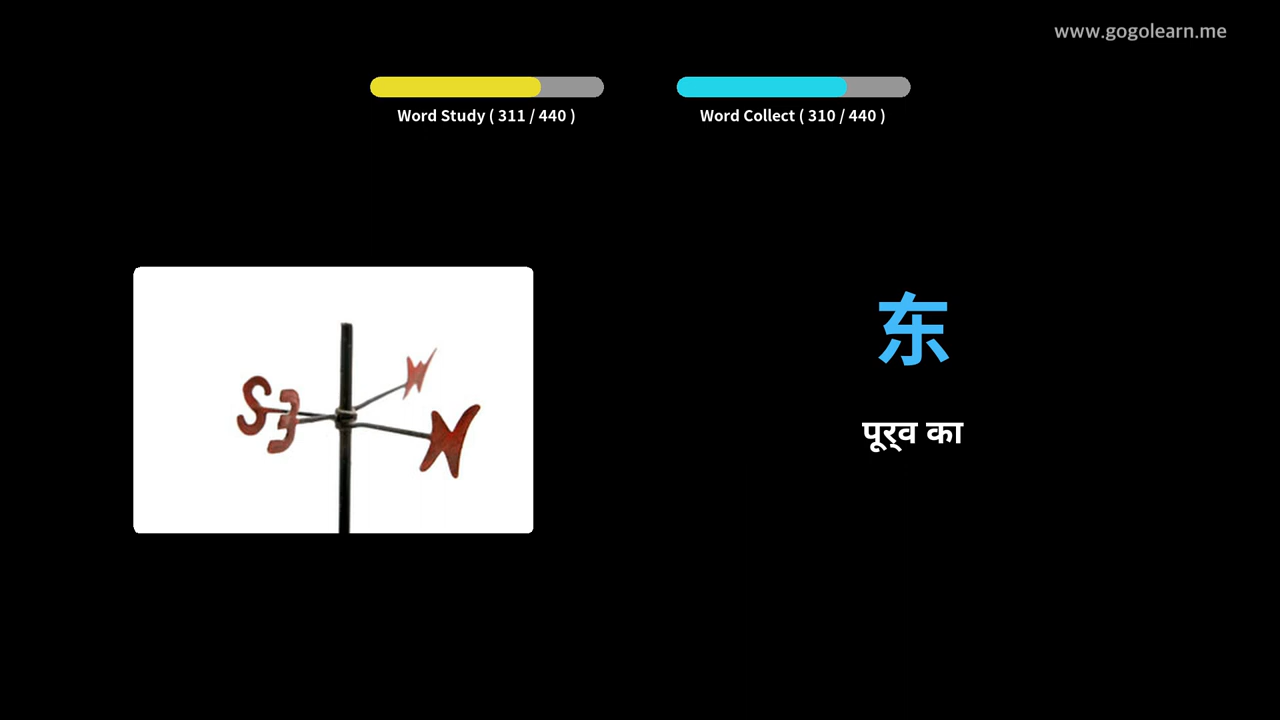 www.gogolearn.me
Word Study ( 311 / 440 )
Word Collect ( 310 / 440 )
S
E
N
东
पूर्व का